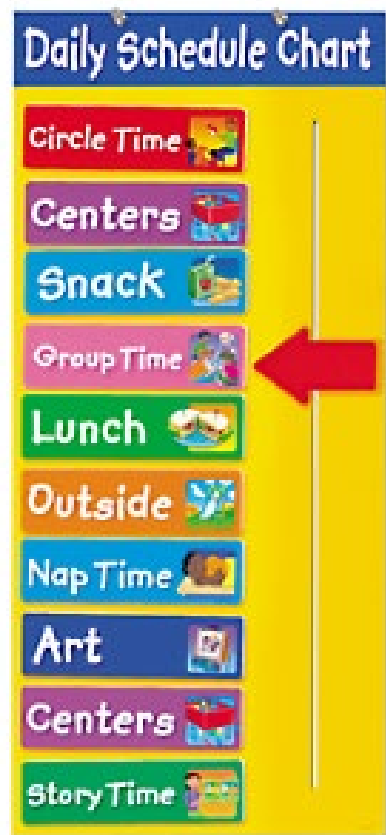 Daily Schedule Chart
Circle Time
Centers
Snack
Group Time
Lunch
Outside
Nap Time
Art
Centers
Story Time